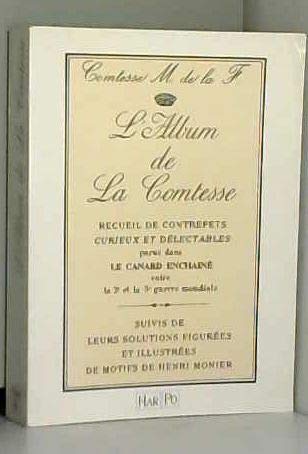 Comtesse M. de la F
L'Album
de
La Comtesse
RECUEIL DE CONTREPETS
CURIEUX ET DÉLECTABLES
parus dans
LE CANARD ENCHAINÉ
entre
la 2e et la 3e guerre mondiale
SUIVIS DE
LEURS SOLUTIONS FIGURÉES
ET ILLUSTRÉES
DE MOTIFS DE HENRI MONIER
HAR PO